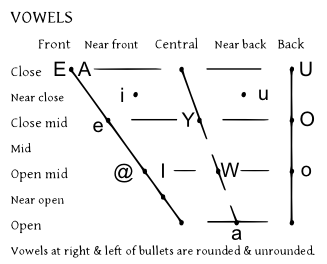 VOWELS
Front Near front Central Near back Back
Close E A U
Near close i u
Close mid e Y O
Mid
Open mid @ I W o
Near open
Open a
Vowels at right & left of bullets are rounded & unrounded.